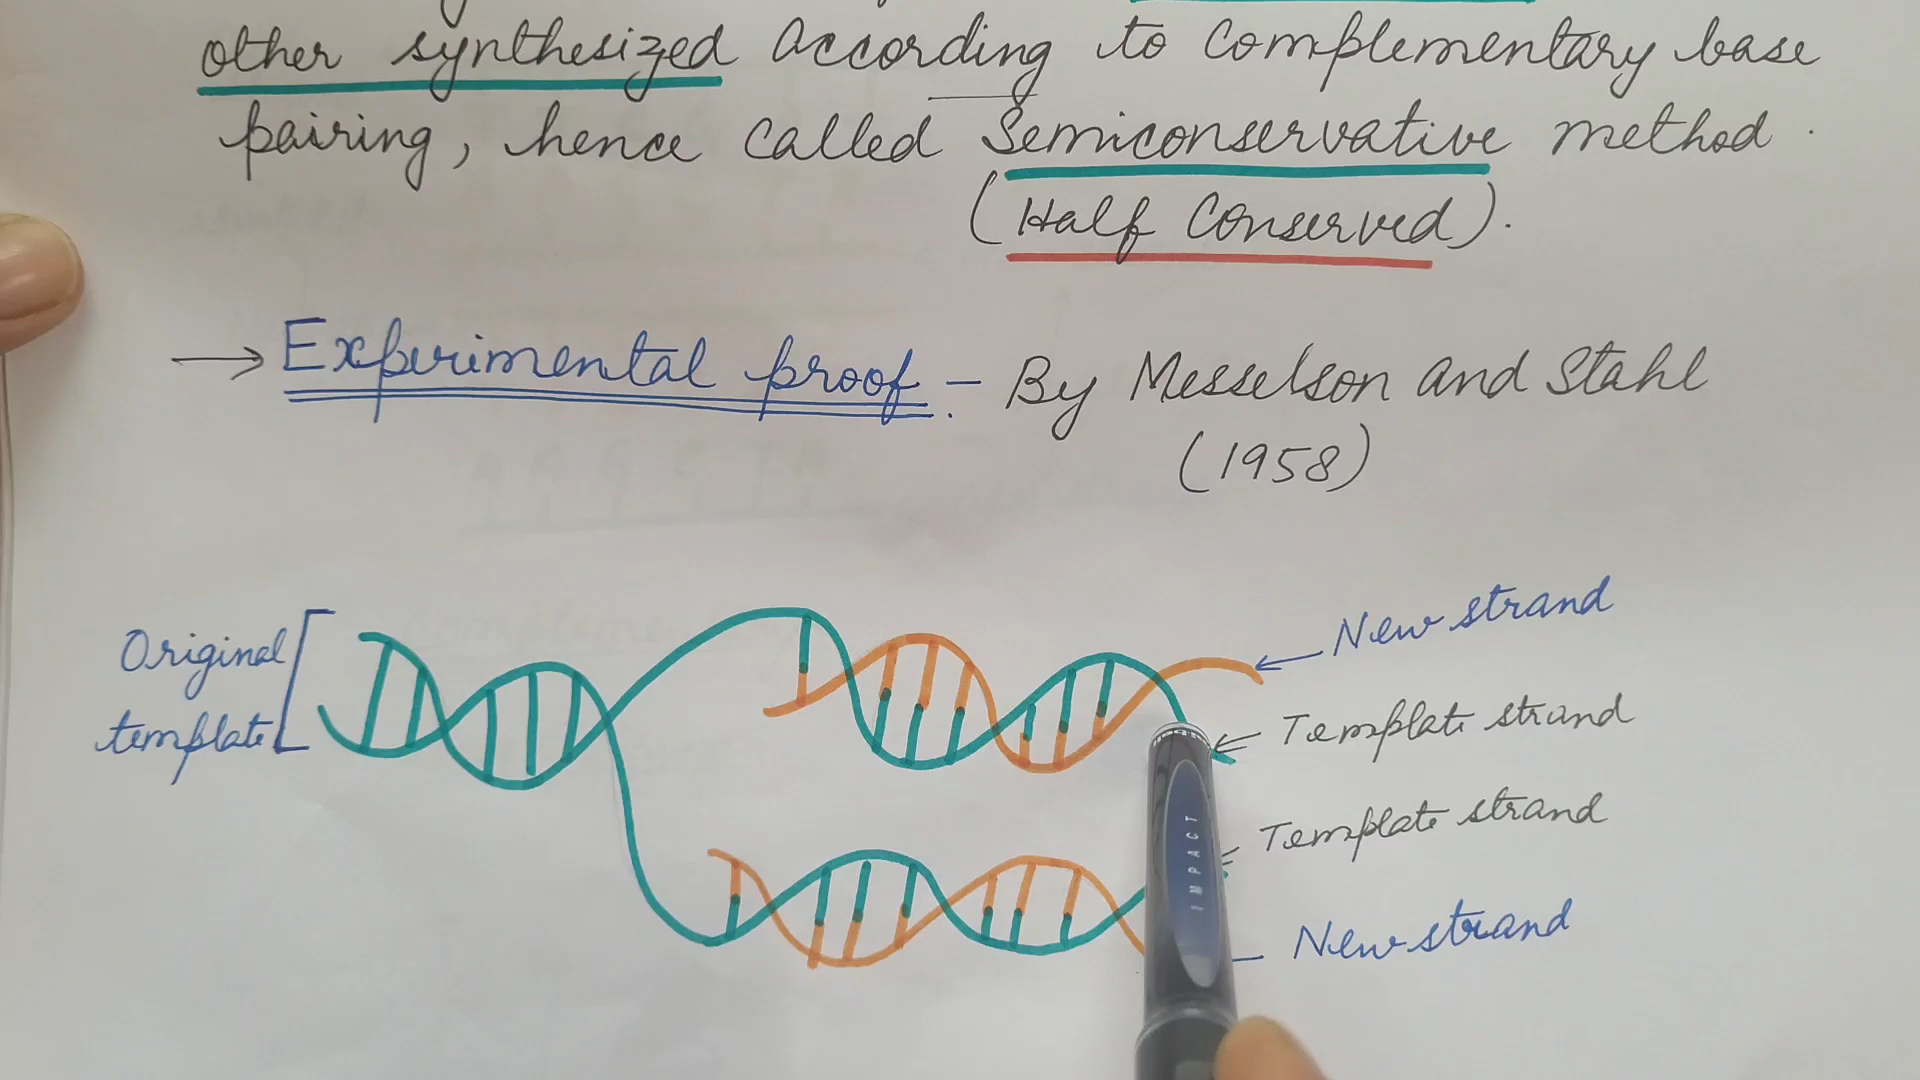 other synthesized according to complementary base
pairing, hence called Semiconservative method.
(Half Conserved).
→ Experimental proof - By Messelson and Stahl
(1958)
Original
template
New strand
Template strand
Template strand
New strand
IMPACT